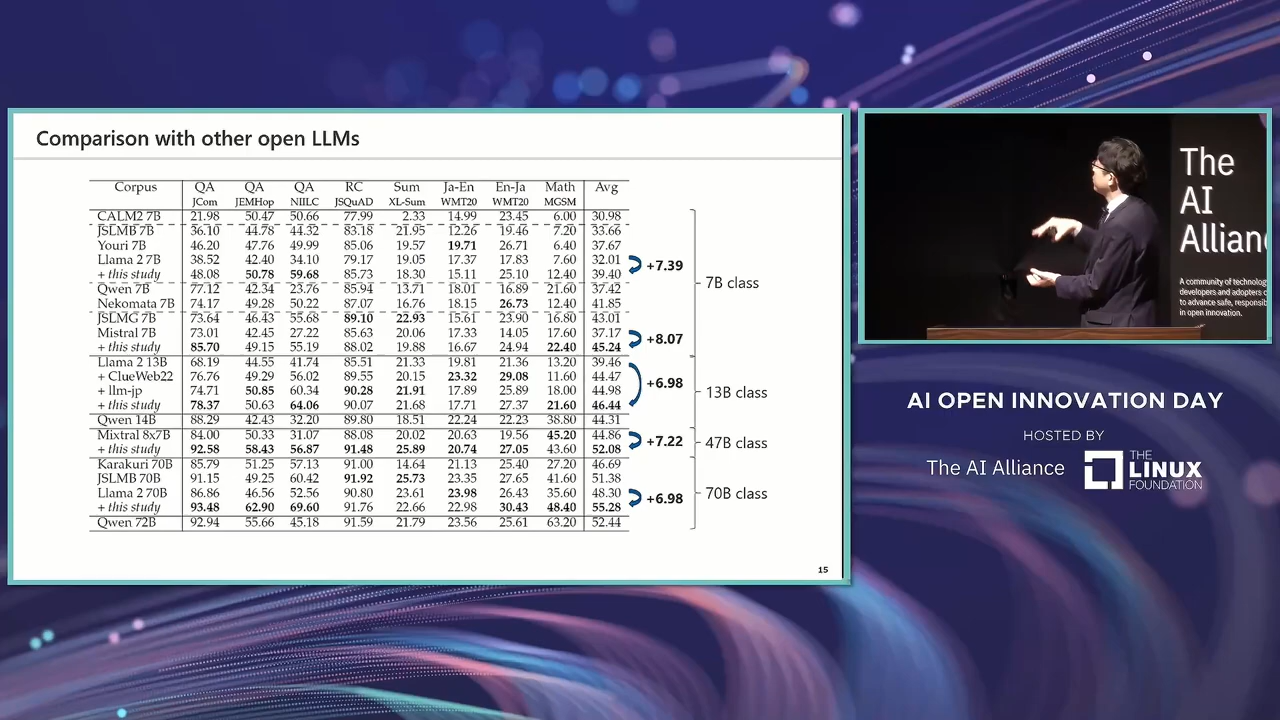 Comparison with other open LLMs
Corpus QA QA QA RC Sum Ja-En En-Ja Math Avg
JCom JEMHop NIILC JSQuAD XL-Sum WMT20 WMT20 MGSM
CALM2 7B 21.98 50.47 50.66 77.99 2.33 14.99 23.45 6.00 30.98
JSLMB 7B 36.10 44.78 44.32 83.18 21.95 12.26 19.46 7.20 33.66
Youri 7B 46.20 47.76 49.99 85.06 19.57 19.71 26.71 6.40 37.67
Llama 2 7B 38.52 42.40 34.10 79.17 19.05 17.37 17.83 7.60 32.01
+ this study 48.08 50.78 59.68 85.73 18.30 15.11 25.10 12.40 39.40
Qwen 7B 77.12 42.34 23.76 85.94 13.71 18.01 16.89 21.60 37.42
Nekomata 7B 74.17 49.28 50.22 87.07 16.76 18.15 26.73 12.40 41.85
JSLMG 7B 73.64 46.43 55.68 89.10 22.93 15.61 23.90 16.80 43.01
Mistral 7B 73.01 42.45 27.22 85.63 20.06 17.33 14.05 17.60 37.17
+ this study 85.70 49.15 55.19 88.02 19.88 16.67 24.94 22.40 45.24
Llama 2 13B 68.19 44.55 41.74 85.51 21.33 19.81 21.36 13.20 39.46
+ ClueWeb22 76.76 49.29 56.02 89.55 20.15 23.32 29.08 11.60 44.47
+ llm-jp 74.71 50.85 60.34 90.28 21.91 17.89 25.89 18.00 44.98
+ this study 78.37 50.63 64.06 90.07 21.68 17.71 27.37 21.60 46.44
Qwen 14B 88.29 42.43 32.20 89.80 18.51 22.24 22.23 38.80 44.31
Mixtral 8x7B 84.00 50.33 31.07 88.08 20.02 20.63 19.56 45.20 44.86
+ this study 92.58 58.43 56.87 91.48 25.89 20.74 27.05 43.60 52.08
Karakuri 70B 85.79 51.25 57.13 91.00 14.64 21.13 25.40 27.20 46.69
JSLMB 70B 91.15 49.25 60.42 91.92 25.73 23.35 27.65 41.60 51.38
Llama 2 70B 86.86 46.56 52.56 90.80 23.61 23.98 26.43 35.60 48.30
+ this study 93.48 62.90 69.60 91.76 22.66 22.98 30.43 48.40 55.28
Qwen 72B 92.94 55.66 45.18 91.59 21.79 23.56 25.61 63.20 52.44
+7.39
+8.07
+6.98
+7.22
+6.98
7B class
13B class
47B class
70B class
15
The
AI
Allian
A community of technolog
developers and adopters o
to advance safe, responsib
in open innovation.
AI OPEN INNOVATION DAY
HOSTED BY
The AI Alliance
THE
LINUX
FOUNDATION